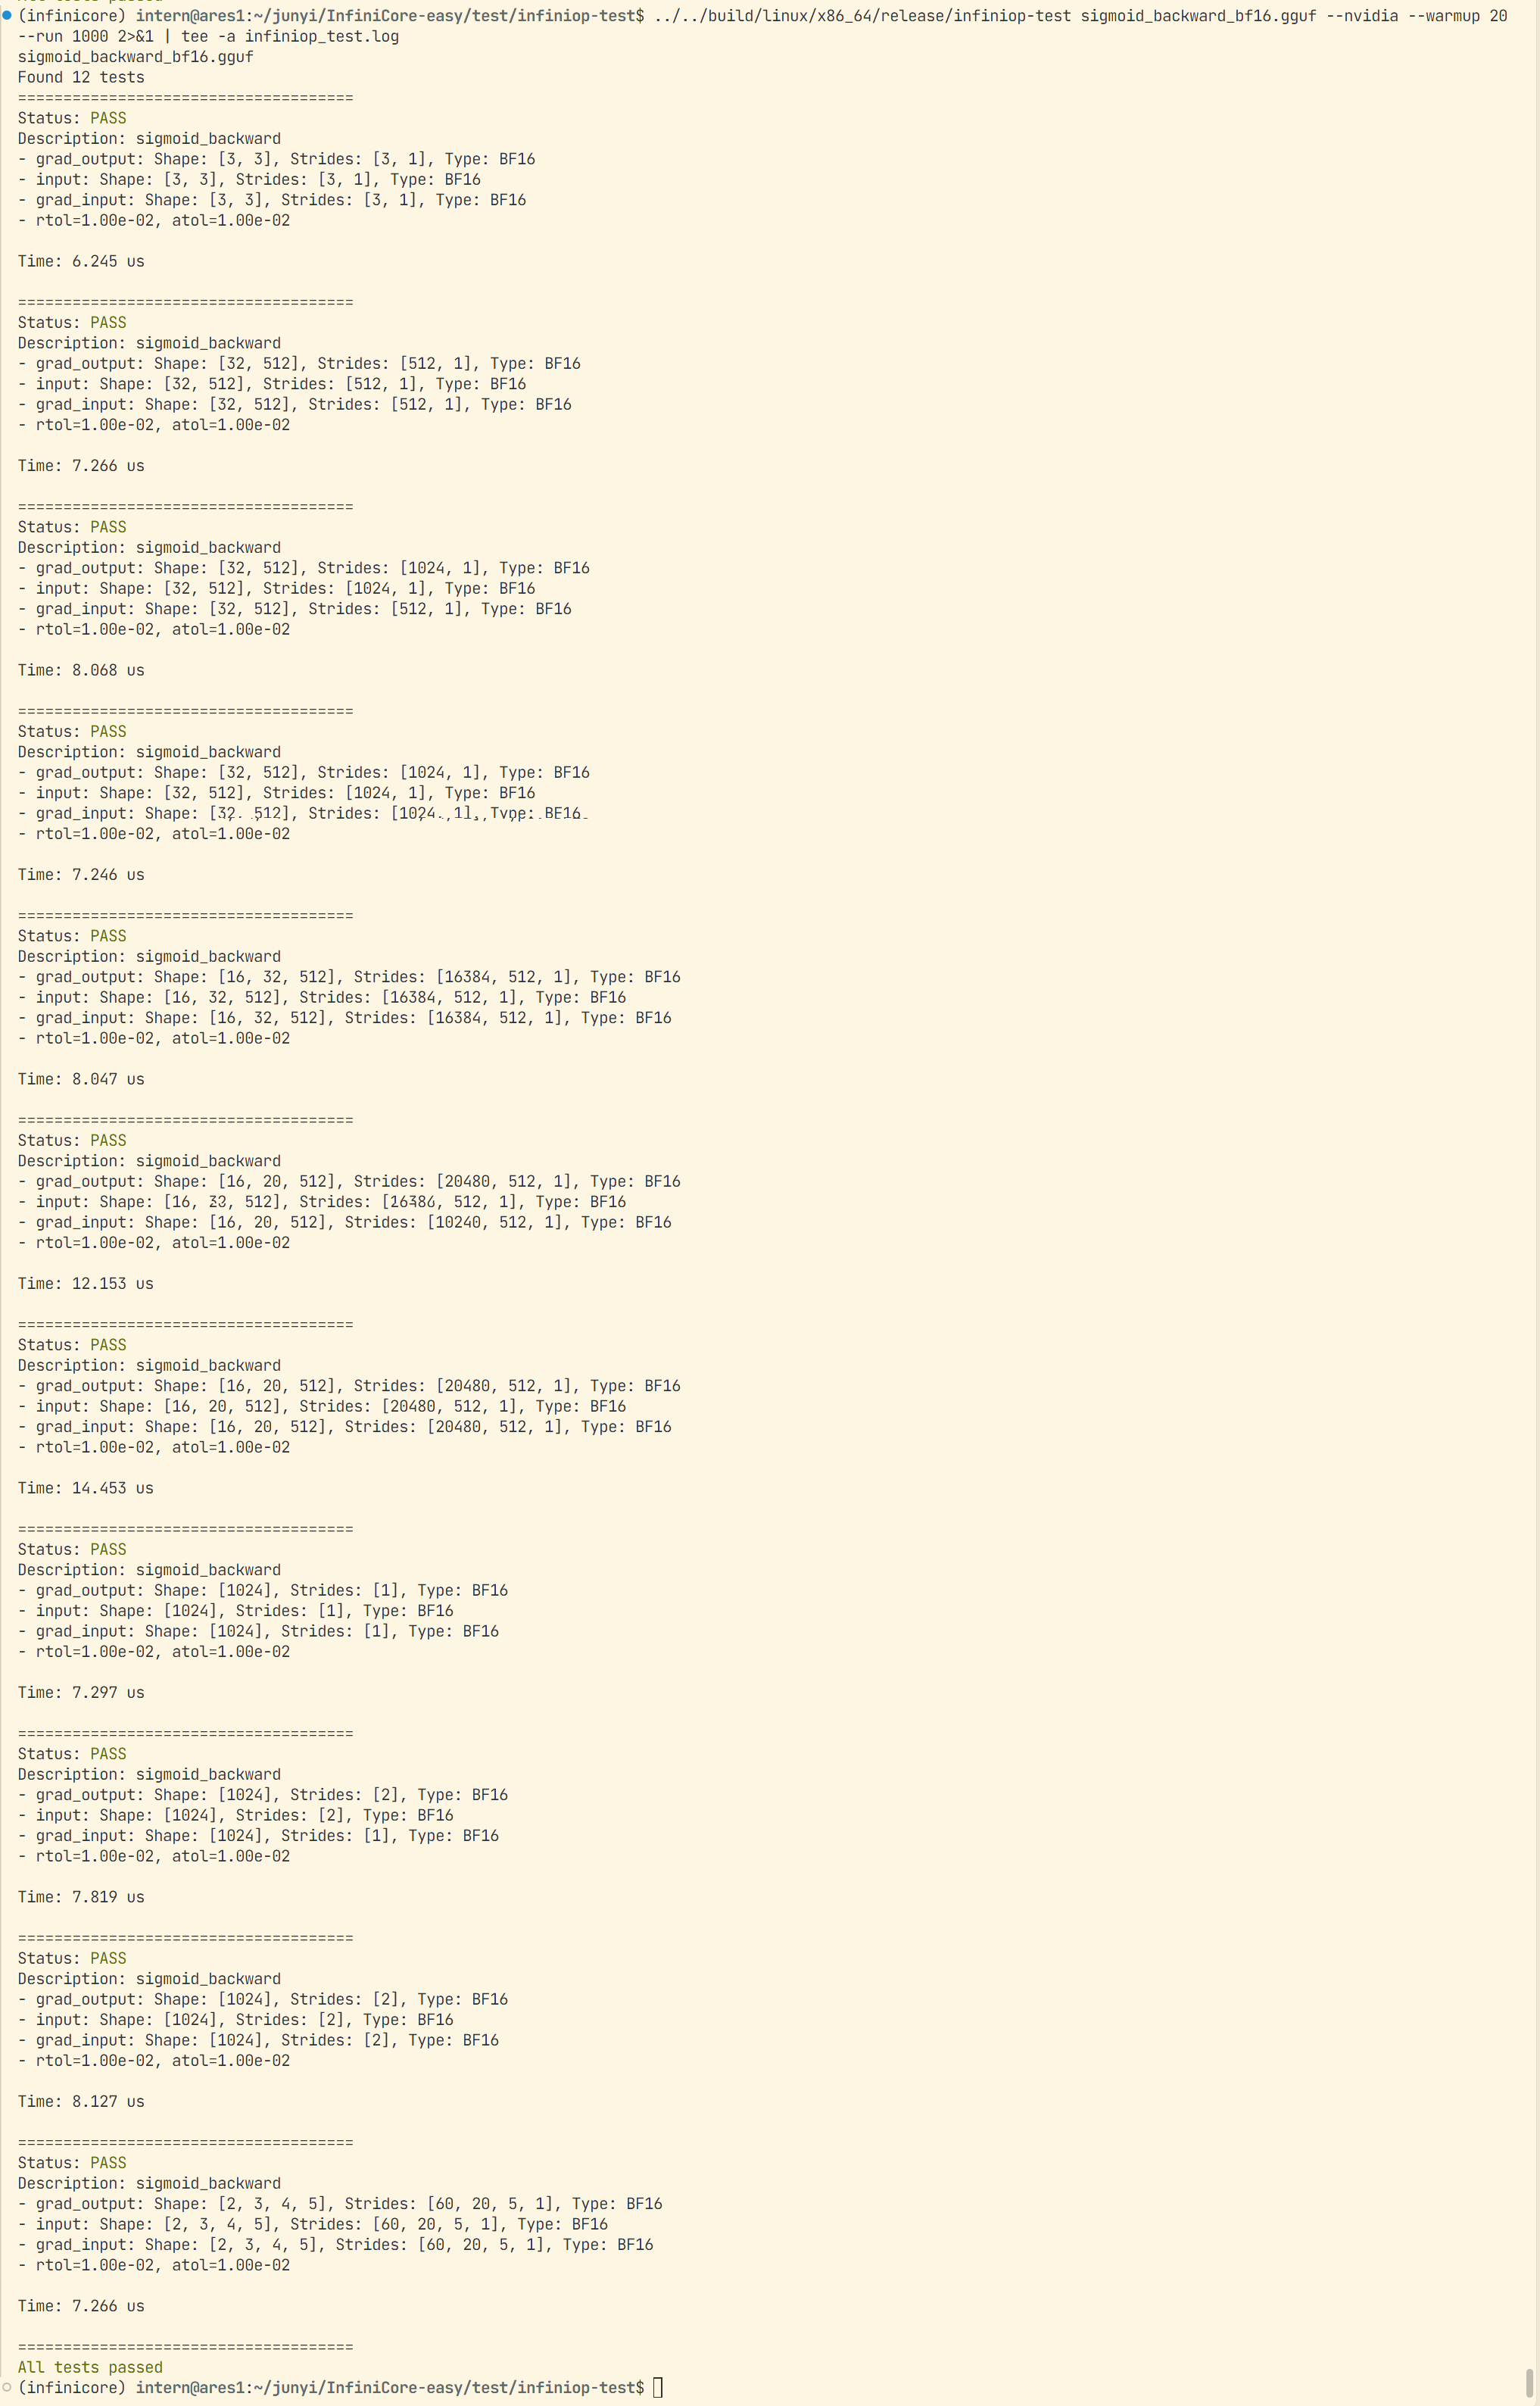 (infinicore) intern@ares1:~/junyi/InfiniCore-easy/test/infiniop-test$ ../../build/linux/x86_64/release/infiniop-test sigmoid_backward_bf16.gguf --nvidia --warmup 20
--run 1000 2>&1 | tee -a infiniop_test.log
sigmoid_backward_bf16.gguf
Found 12 tests
=====================================
Status: PASS
Description: sigmoid_backward
- grad_output: Shape: [3, 3], Strides: [3, 1], Type: BF16
- input: Shape: [3, 3], Strides: [3, 1], Type: BF16
- grad_input: Shape: [3, 3], Strides: [3, 1], Type: BF16
- rtol=1.00e-02, atol=1.00e-02
Time: 6.245 us
=====================================
Status: PASS
Description: sigmoid_backward
- grad_output: Shape: [32, 512], Strides: [512, 1], Type: BF16
- input: Shape: [32, 512], Strides: [512, 1], Type: BF16
- grad_input: Shape: [32, 512], Strides: [512, 1], Type: BF16
- rtol=1.00e-02, atol=1.00e-02
Time: 7.266 us
=====================================
Status: PASS
Description: sigmoid_backward
- grad_output: Shape: [32, 512], Strides: [1024, 1], Type: BF16
- input: Shape: [32, 512], Strides: [1024, 1], Type: BF16
- grad_input: Shape: [32, 512], Strides: [512, 1], Type: BF16
- rtol=1.00e-02, atol=1.00e-02
Time: 8.068 us
=====================================
Status: PASS
Description: sigmoid_backward
- grad_output: Shape: [32, 512], Strides: [1024, 1], Type: BF16
- input: Shape: [32, 512], Strides: [1024, 1], Type: BF16
- grad_input: Shape: [32, 512], Strides: [1024, 1], Type: BF16
- rtol=1.00e-02, atol=1.00e-02
Time: 7.246 us
=====================================
Status: PASS
Description: sigmoid_backward
- grad_output: Shape: [16, 32, 512], Strides: [16384, 512, 1], Type: BF16
- input: Shape: [16, 32, 512], Strides: [16384, 512, 1], Type: BF16
- grad_input: Shape: [16, 32, 512], Strides: [16384, 512, 1], Type: BF16
- rtol=1.00e-02, atol=1.00e-02
Time: 8.047 us
=====================================
Status: PASS
Description: sigmoid_backward
- grad_output: Shape: [16, 20, 512], Strides: [20480, 512, 1], Type: BF16
- input: Shape: [16, 512], Strides: [512, 1], Type: BF16
- grad_input: Shape: [16, 20, 512], Strides: [10240, 512, 1], Type: BF16
- rtol=1.00e-02, atol=1.00e-02
Time: 12.153 us
=====================================
Status: PASS
Description: sigmoid_backward
- grad_output: Shape: [16, 20, 512], Strides: [20480, 512, 1], Type: BF16
- input: Shape: [16, 20, 512], Strides: [20480, 512, 1], Type: BF16
- grad_input: Shape: [16, 20, 512], Strides: [20480, 512, 1], Type: BF16
- rtol=1.00e-02, atol=1.00e-02
Time: 14.453 us
=====================================
Status: PASS
Description: sigmoid_backward
- grad_output: Shape: [1024], Strides: [1], Type: BF16
- input: Shape: [1024], Strides: [1], Type: BF16
- grad_input: Shape: [1024], Strides: [1], Type: BF16
- rtol=1.00e-02, atol=1.00e-02
Time: 7.297 us
=====================================
Status: PASS
Description: sigmoid_backward
- grad_output: Shape: [1024], Strides: [2], Type: BF16
- input: Shape: [1024], Strides: [2], Type: BF16
- grad_input: Shape: [1024], Strides: [1], Type: BF16
- rtol=1.00e-02, atol=1.00e-02
Time: 7.819 us
=====================================
Status: PASS
Description: sigmoid_backward
- grad_output: Shape: [1024], Strides: [2], Type: BF16
- input: Shape: [1024], Strides: [2], Type: BF16
- grad_input: Shape: [1024], Strides: [2], Type: BF16
- rtol=1.00e-02, atol=1.00e-02
Time: 8.127 us
=====================================
Status: PASS
Description: sigmoid_backward
- grad_output: Shape: [2, 3, 4, 5], Strides: [60, 20, 5, 1], Type: BF16
- input: Shape: [2, 3, 4, 5], Strides: [60, 20, 5, 1], Type: BF16
- grad_input: Shape: [2, 3, 4, 5], Strides: [60, 20, 5, 1], Type: BF16
- rtol=1.00e-02, atol=1.00e-02
Time: 7.266 us
=====================================
All tests passed
(infinicore) intern@ares1:~/junyi/InfiniCore-easy/test/infiniop-test$